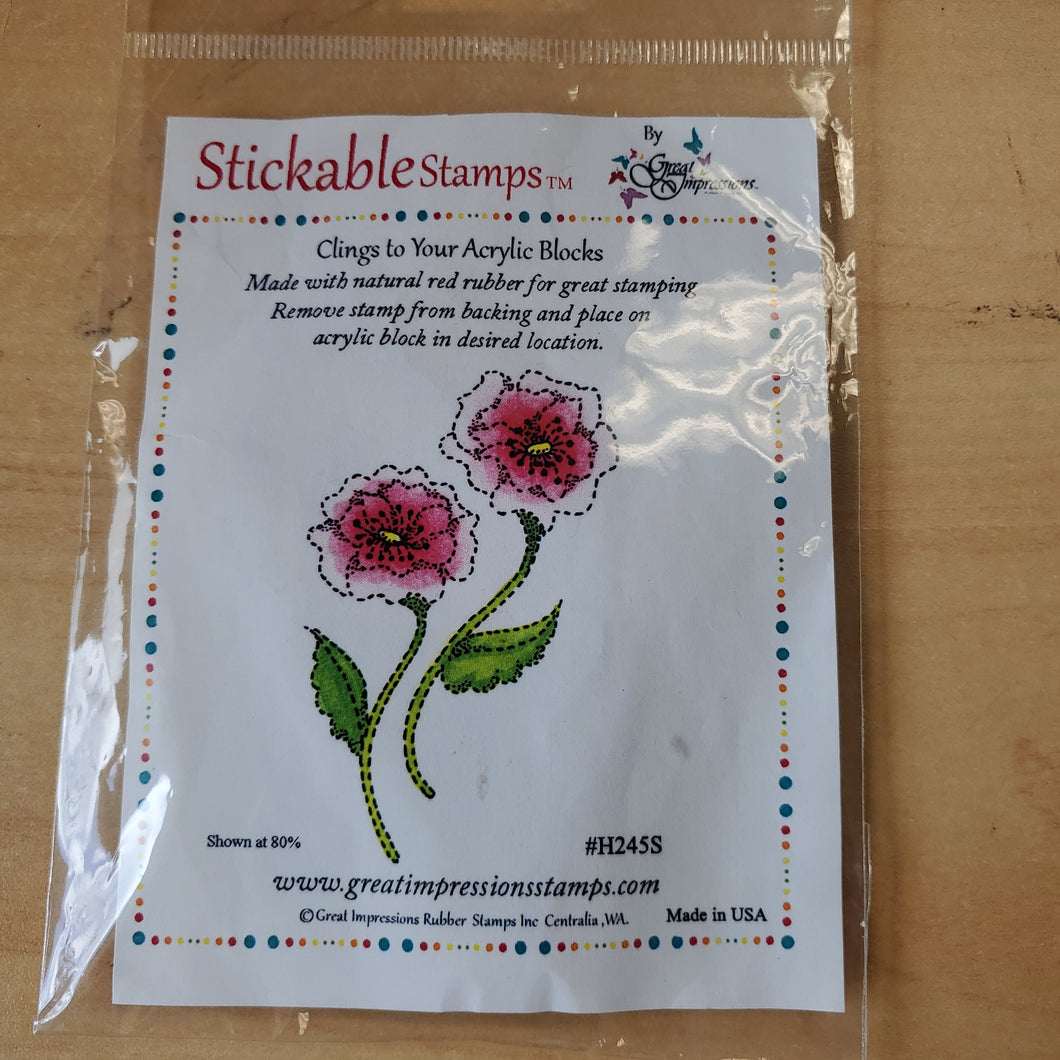 StickableStamps™
By
Great
Impressions
Clings to Your Acrylic Blocks
Made with natural red rubber for great stamping
Remove stamp from backing and place on
acrylic block in desired location.
Shown at 80%
#H245S
www.greatimpressionsstamps.com
©Great Impressions Rubber Stamps Inc Centralia ,WA.
Made in USA